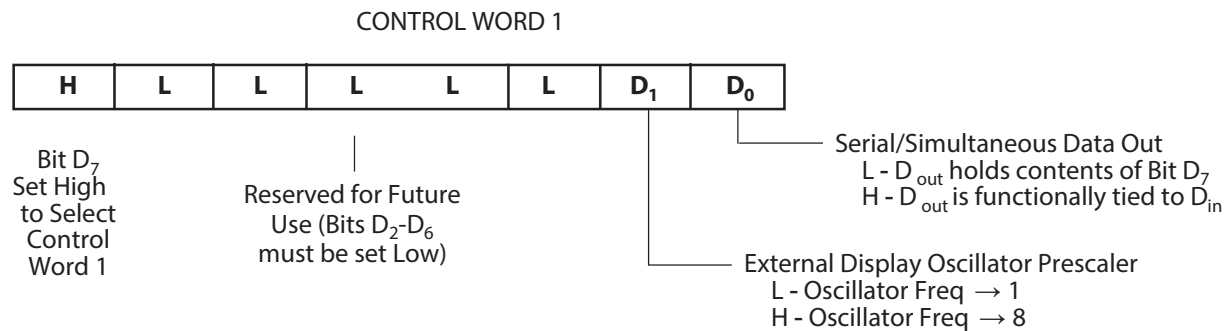 CONTROL WORD 1
H L L L L L D₁ D₀
Bit D₇
Set High
to Select
Control
Word 1
Reserved for Future
Use (Bits D₂-D₆
must be set Low)
Serial/Simultaneous Data Out
L - D out holds contents of Bit D₇
H - D out is functionally tied to Din
External Display Oscillator Prescaler
L - Oscillator Freq → 1
H - Oscillator Freq → 8